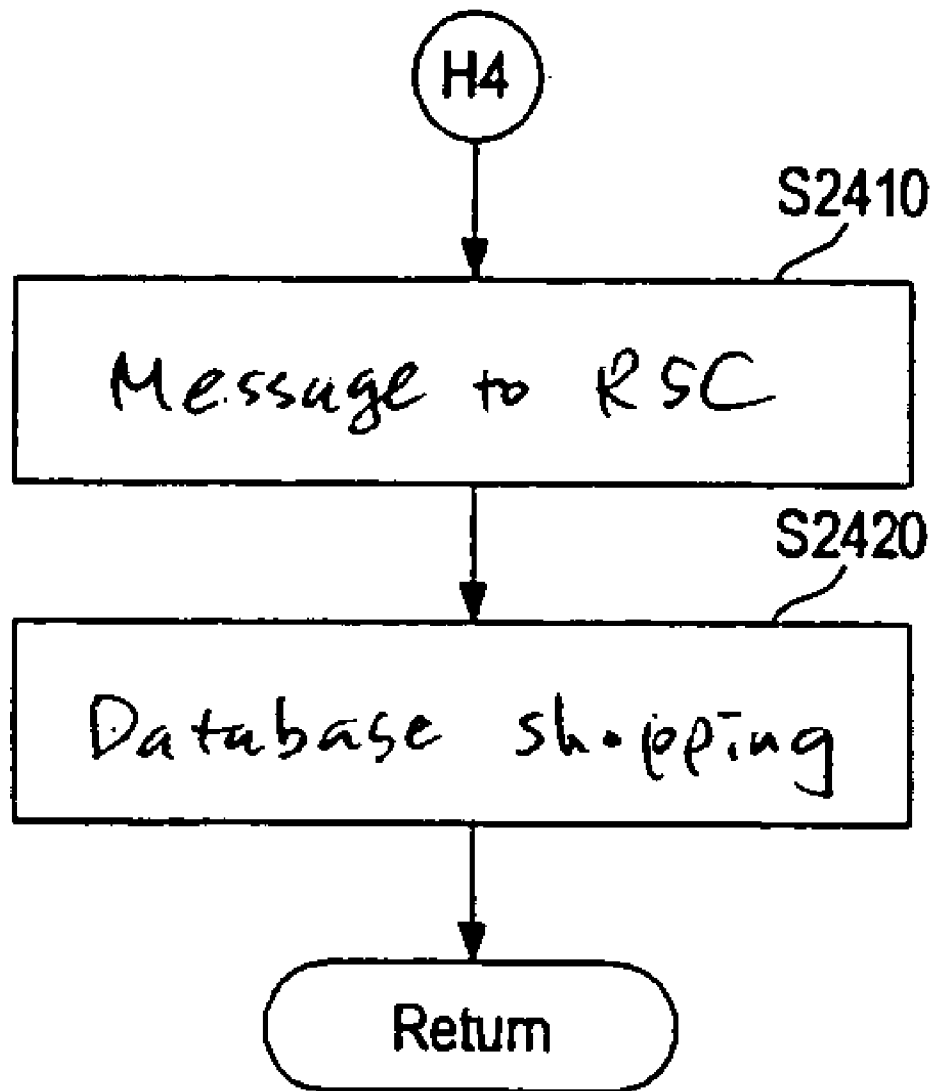 H4
S2410
Message to RSC
S2420
Database shopping
Return